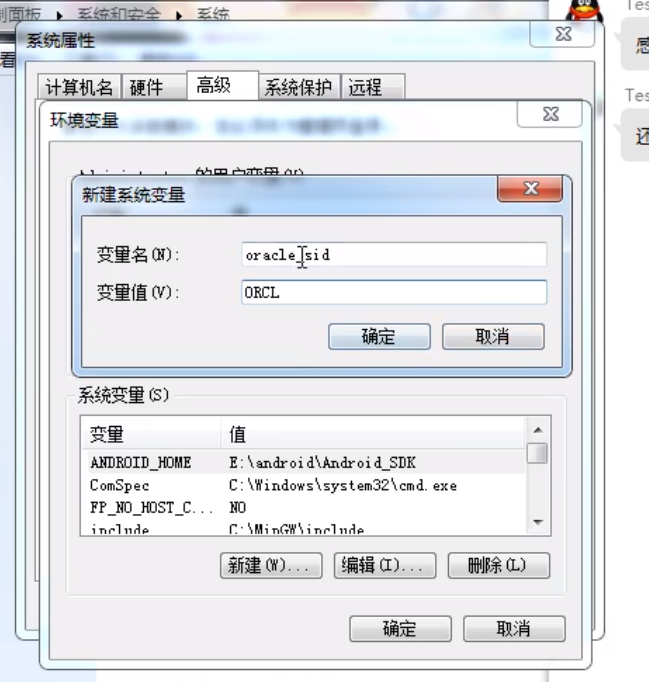 制面板 ▸ 系统和安全 ▸ 系统
Tes
系统属性
感
看
计算机名 硬件 高级 系统保护 远程
Tes
环境变量
还
的用户变量(U)
新建系统变量
变量名(N): oracle_sid
变量值(V): ORCL
确定 取消
系统变量(S)
变量 值
ANDROID_HOME E:\android\Android_SDK
ComSpec C:\Windows\system32\cmd.exe
FP_NO_HOST_C... NO
include C:\MinGW\include
新建(W)... 编辑(I)... 删除(L)
确定 取消